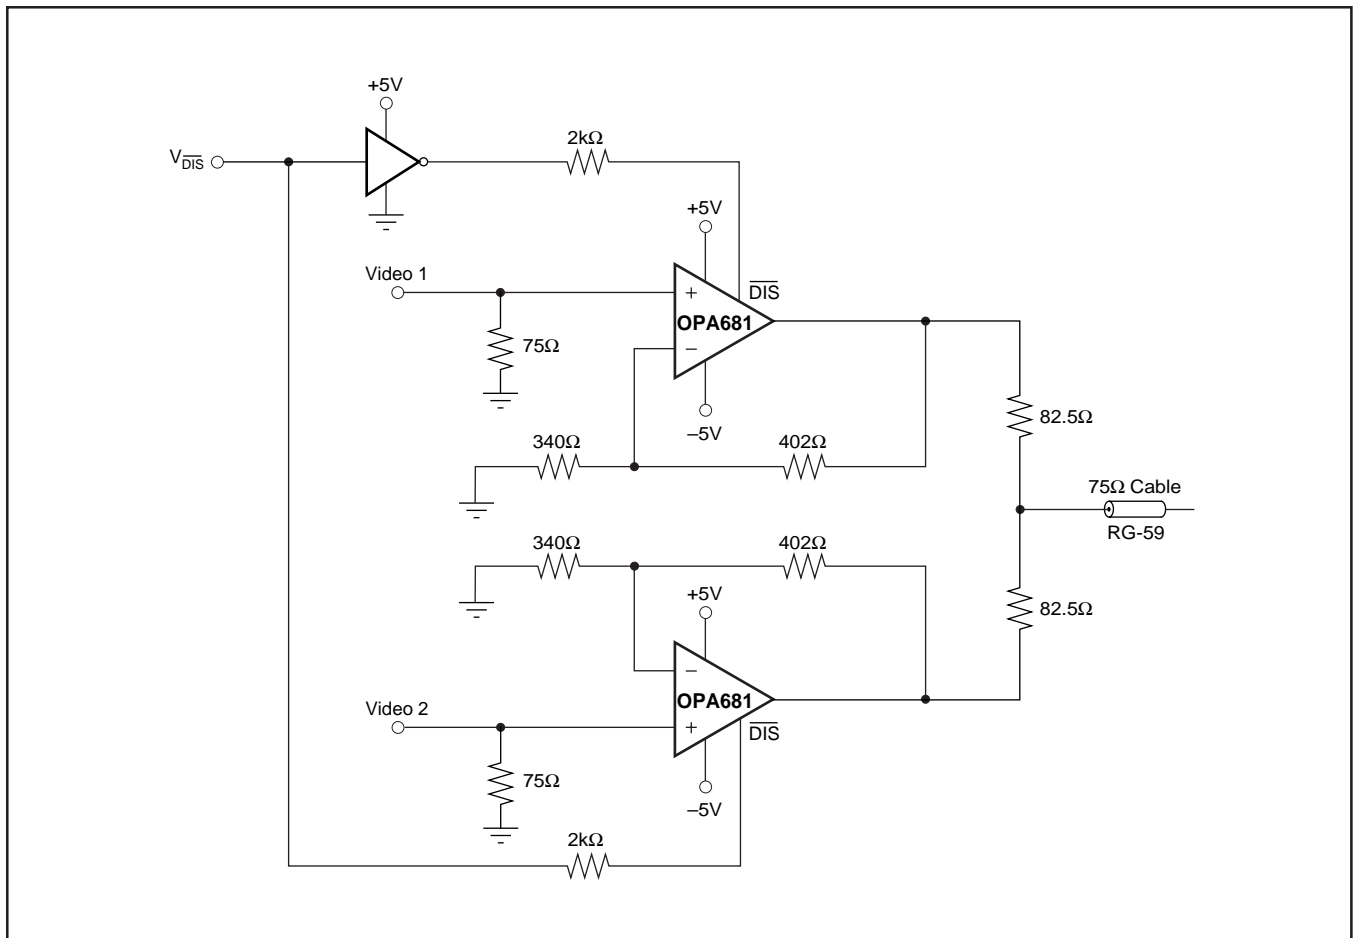 +5V
V DIS
2kΩ
+5V
Video 1
+
DIS
OPA681
75Ω
−
–5V
82.5Ω
340Ω
402Ω
75Ω Cable
RG-59
340Ω
402Ω
+5V
82.5Ω
−
OPA681
Video 2
+
DIS
75Ω
–5V
2kΩ